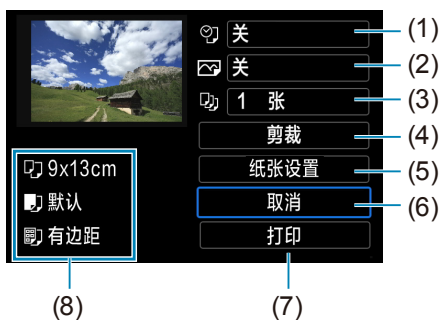 关 (1)
关 (2)
1 张 (3)
剪裁 (4)
纸张设置 (5)
取消 (6)
打印
9x13cm
默认
有边距
(8) (7)